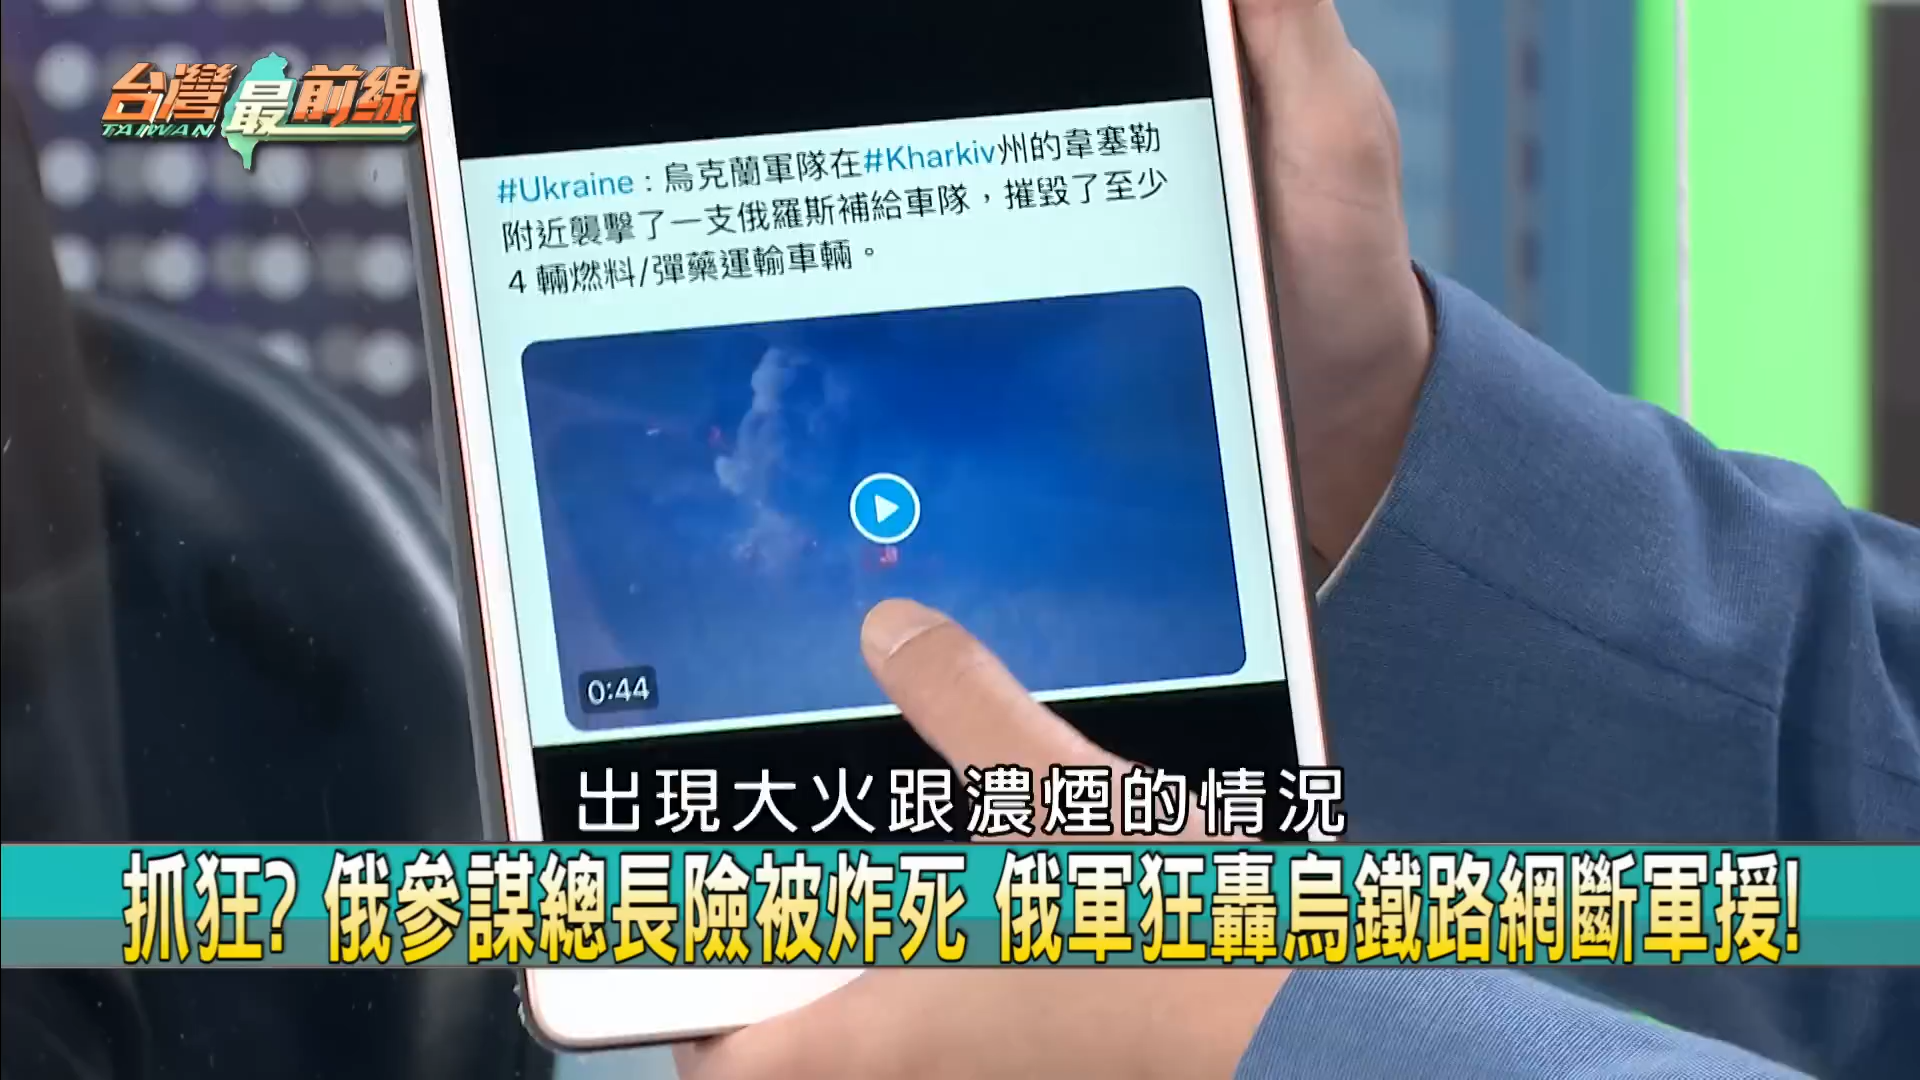 台灣最前線
TAIWAN
#Ukraine：烏克蘭軍隊在#Kharkiv州的韋塞勒
附近襲擊了一支俄羅斯補給車隊，摧毀了至少
4 輛燃料/彈藥運輸車輛。
0:44
出現大火跟濃煙的情況
抓狂? 俄參謀總長險被炸死 俄軍狂轟烏鐵路網斷軍援!